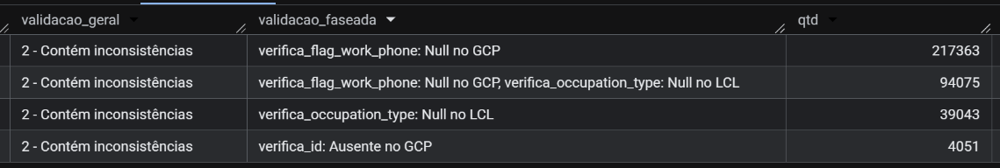 validacao_geral validacao_faseada qtd
2 - Contém inconsistências verifica_flag_work_phone: Null no GCP 217363
2 - Contém inconsistências verifica_flag_work_phone: Null no GCP, verifica_occupation_type: Null no LCL 94075
2 - Contém inconsistências verifica_occupation_type: Null no LCL 39043
2 - Contém inconsistências verifica_id: Ausente no GCP 4051